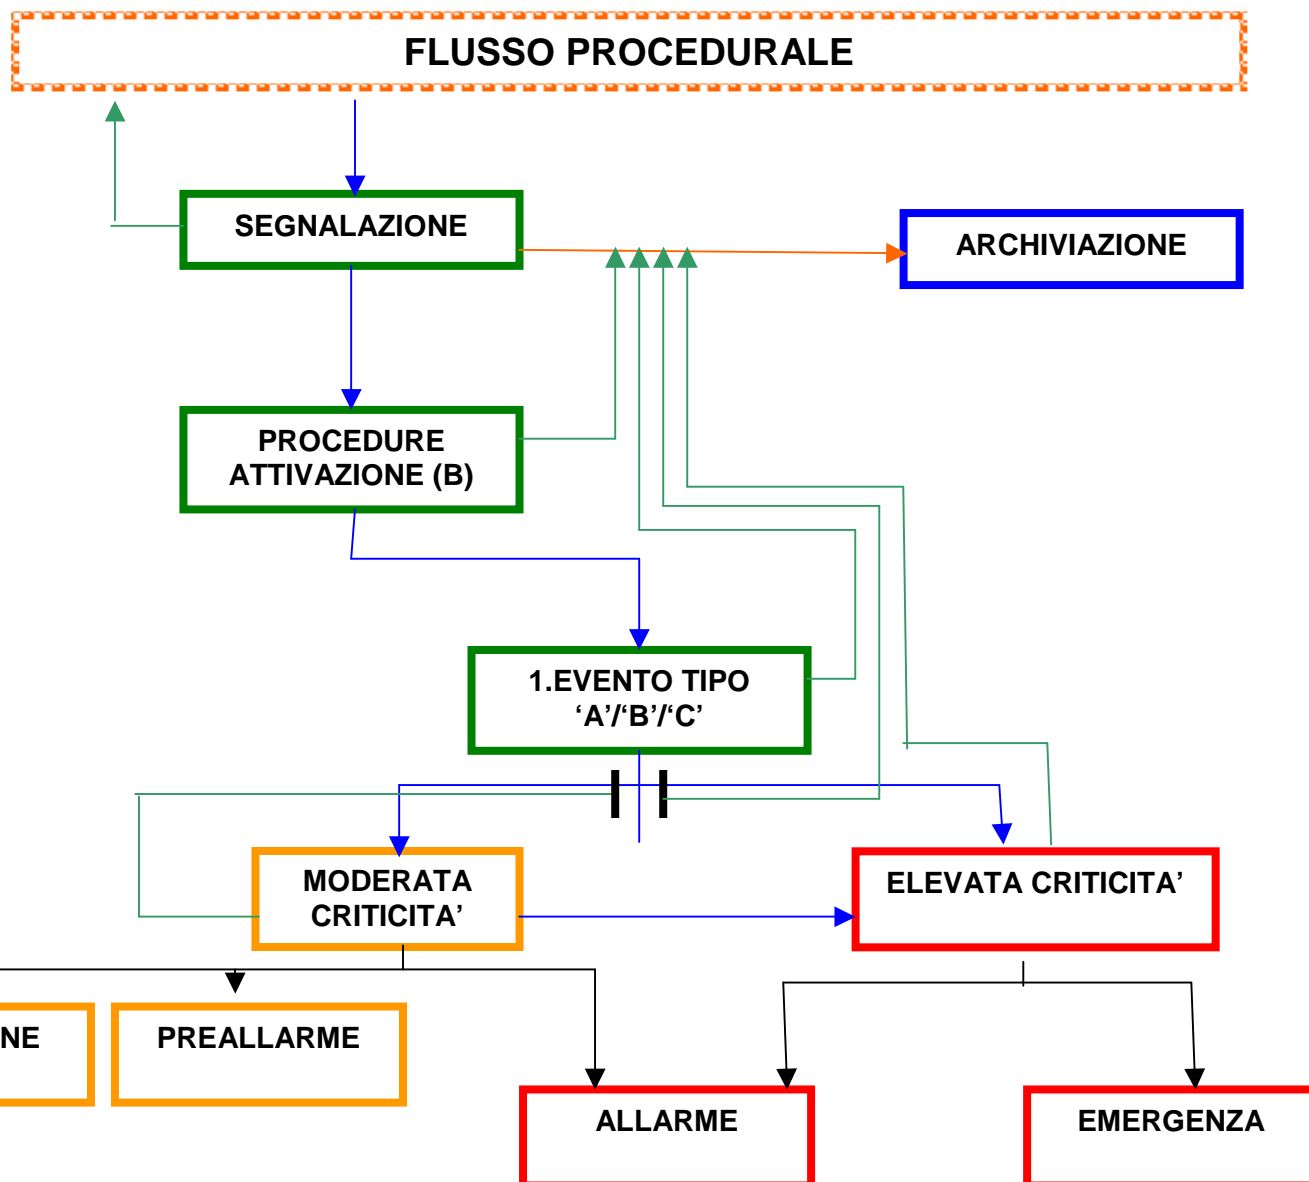 FLUSSO PROCEDURALE
SEGNALAZIONE
ARCHIVIAZIONE
PROCEDURE
ATTIVAZIONE (B)
1.EVENTO TIPO
‘A’/‘B’/‘C’
MODERATA
CRITICITA’
ELEVATA CRITICITA’
NE
PREALLARME
ALLARME
EMERGENZA